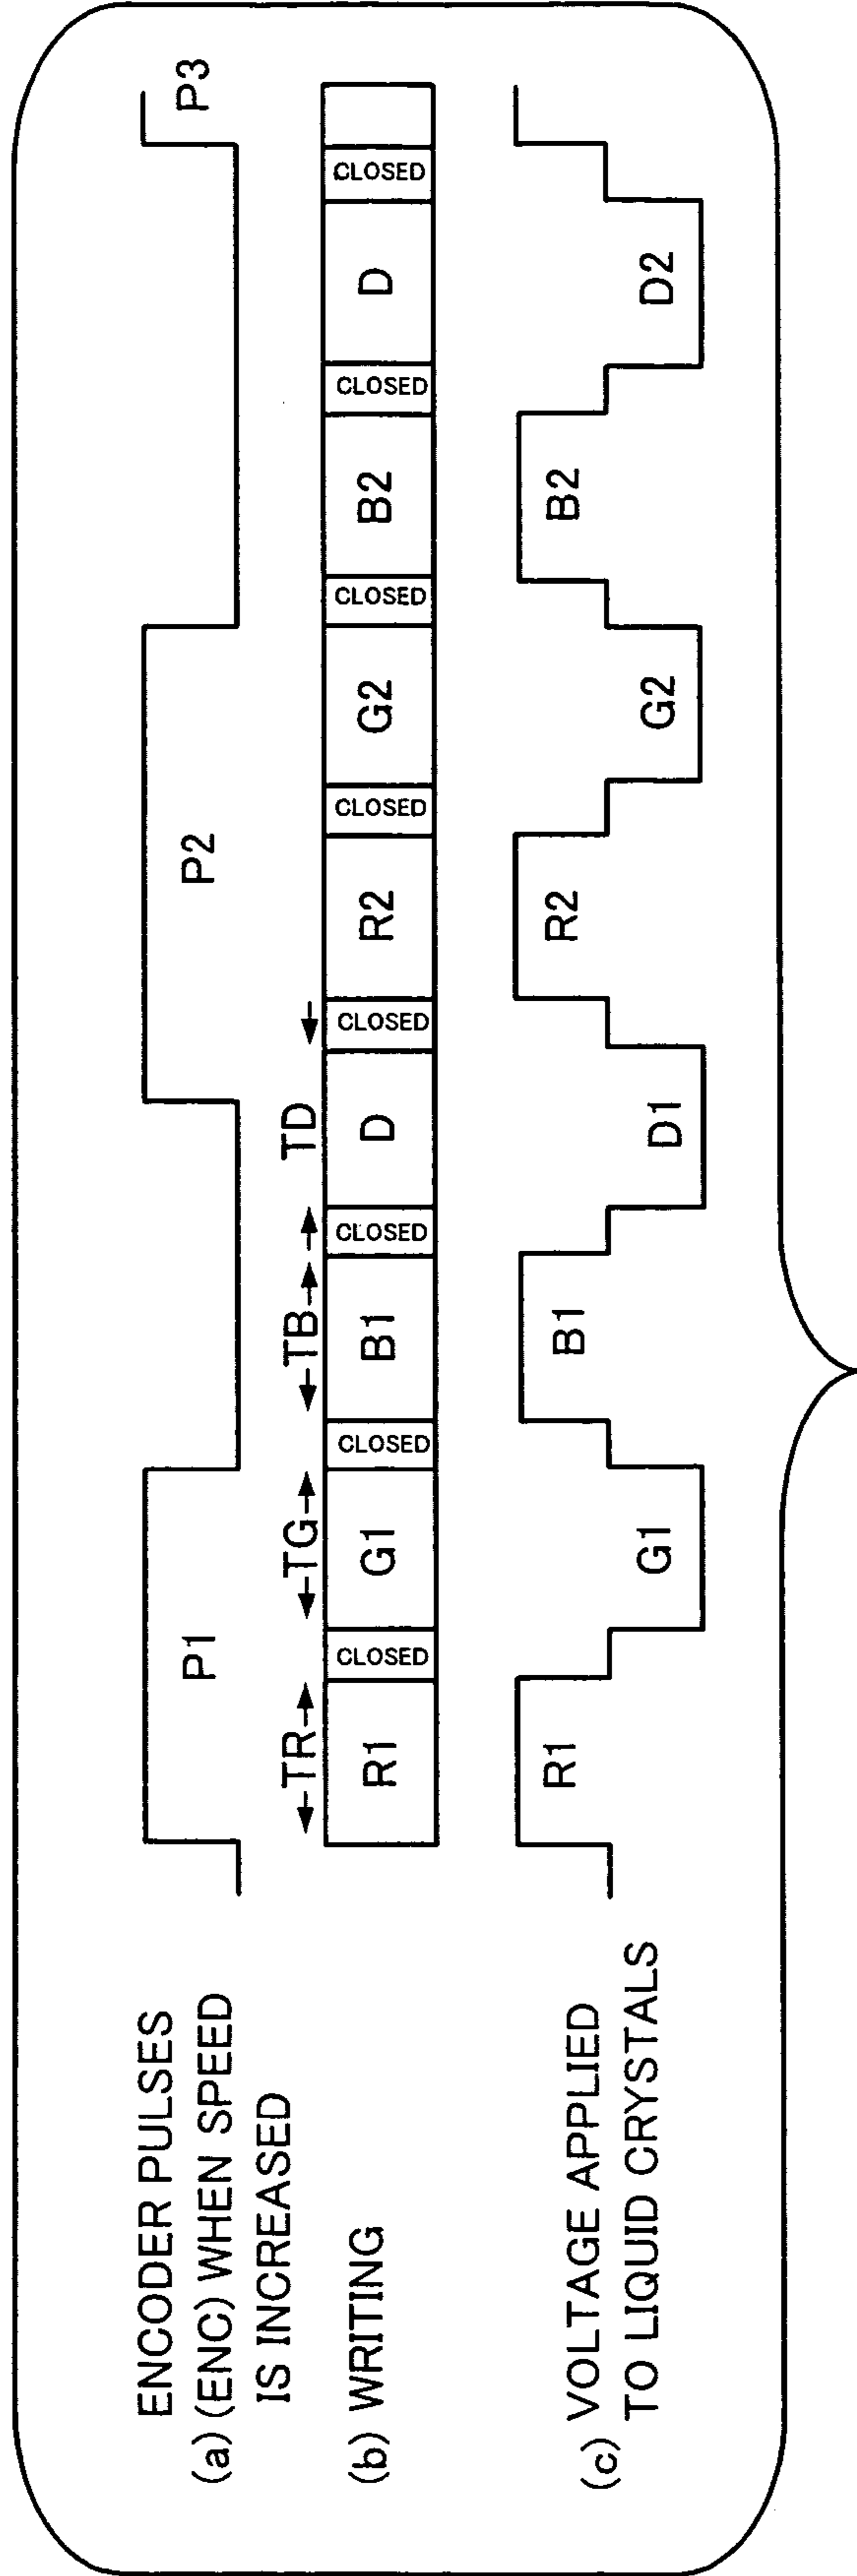 ENCODER PULSES
(a) (ENC) WHEN SPEED
IS INCREASED
P1 P2 P3
TR TG TB TD
(b) WRITING
R1 CLOSED G1 CLOSED B1 CLOSED D CLOSED R2 CLOSED G2 CLOSED B2 CLOSED D CLOSED
(c) VOLTAGE APPLIED
TO LIQUID CRYSTALS
R1 G1 B1 D1 R2 G2 B2 D2